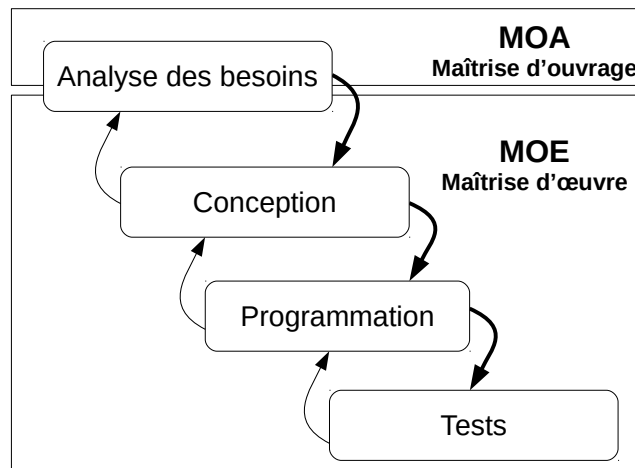 MOA
Maîtrise d’ouvrage
Analyse des besoins
MOE
Maîtrise d’œuvre
Conception
Programmation
Tests